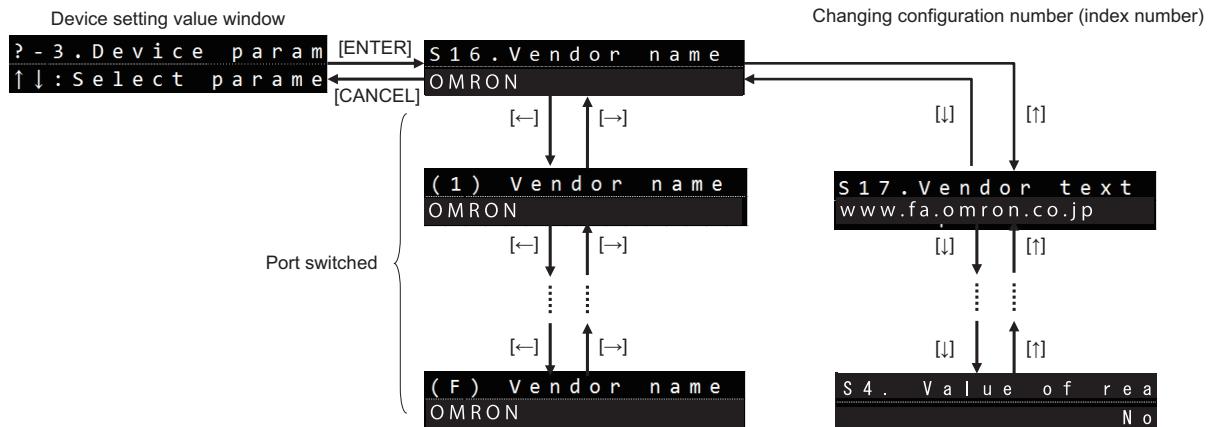 Device setting value window
Changing configuration number (index number)
?-3.Device param
↑↓:Select parame
[ENTER]
[CANCEL]
S16.Vendor name
OMRON
[←] [→]
[↓] [↑]
(1) Vendor name
OMRON
S17.Vendor text
www.fa.omron.co.jp
[←] [→]
[↓] [↑]
Port switched
[←] [→]
[↓] [↑]
(F) Vendor name
OMRON
S4. Value of rea
No